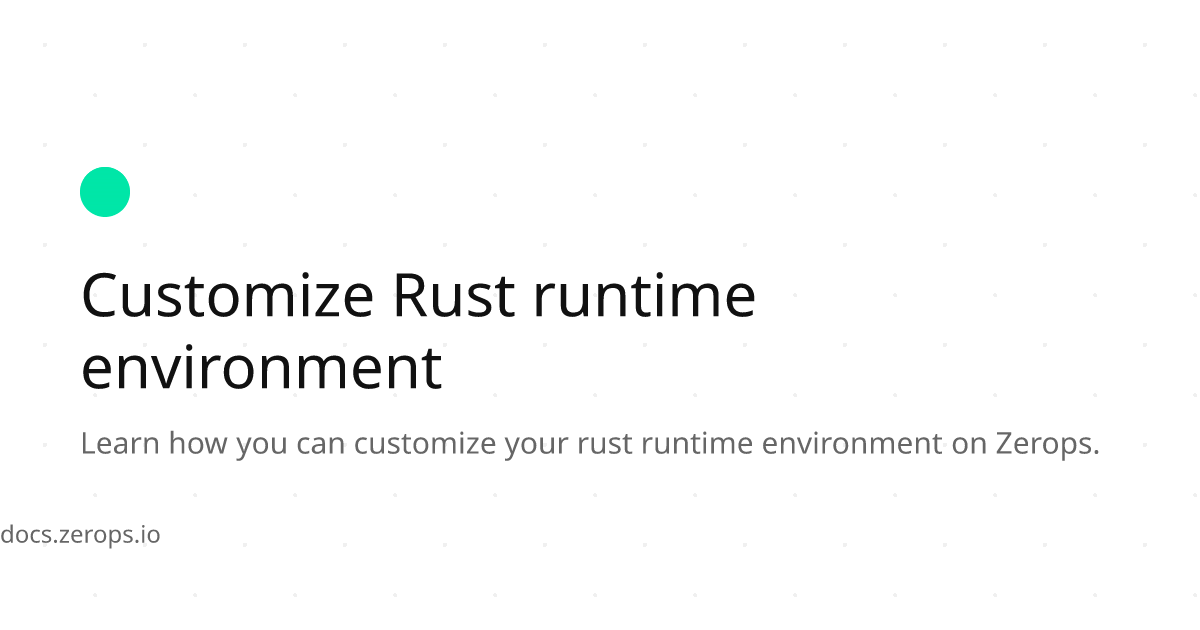 Customize Rust runtime
environment
Learn how you can customize your rust runtime environment on Zerops.
docs.zerops.io